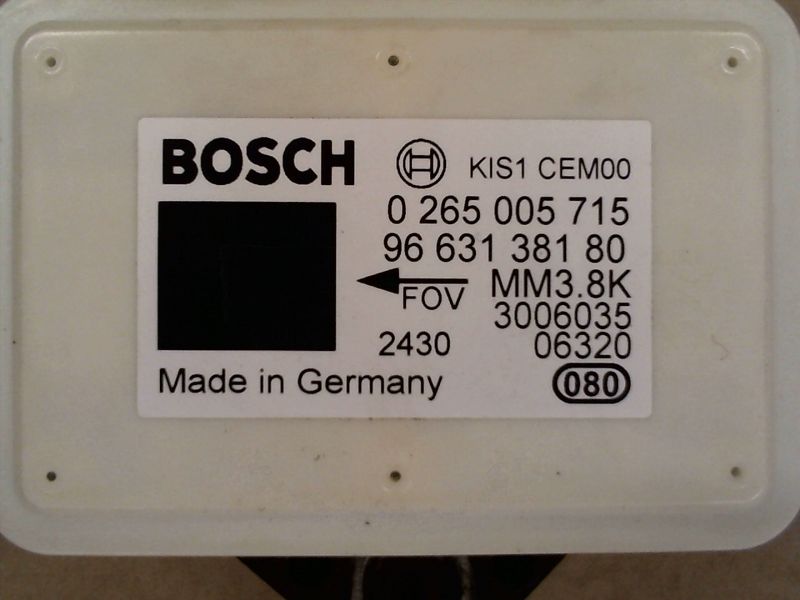 BOSCH KIS1 CEM00
0 265 005 715
96 631 381 80
FOV MM3.8K
3006035
2430 06320
Made in Germany 080